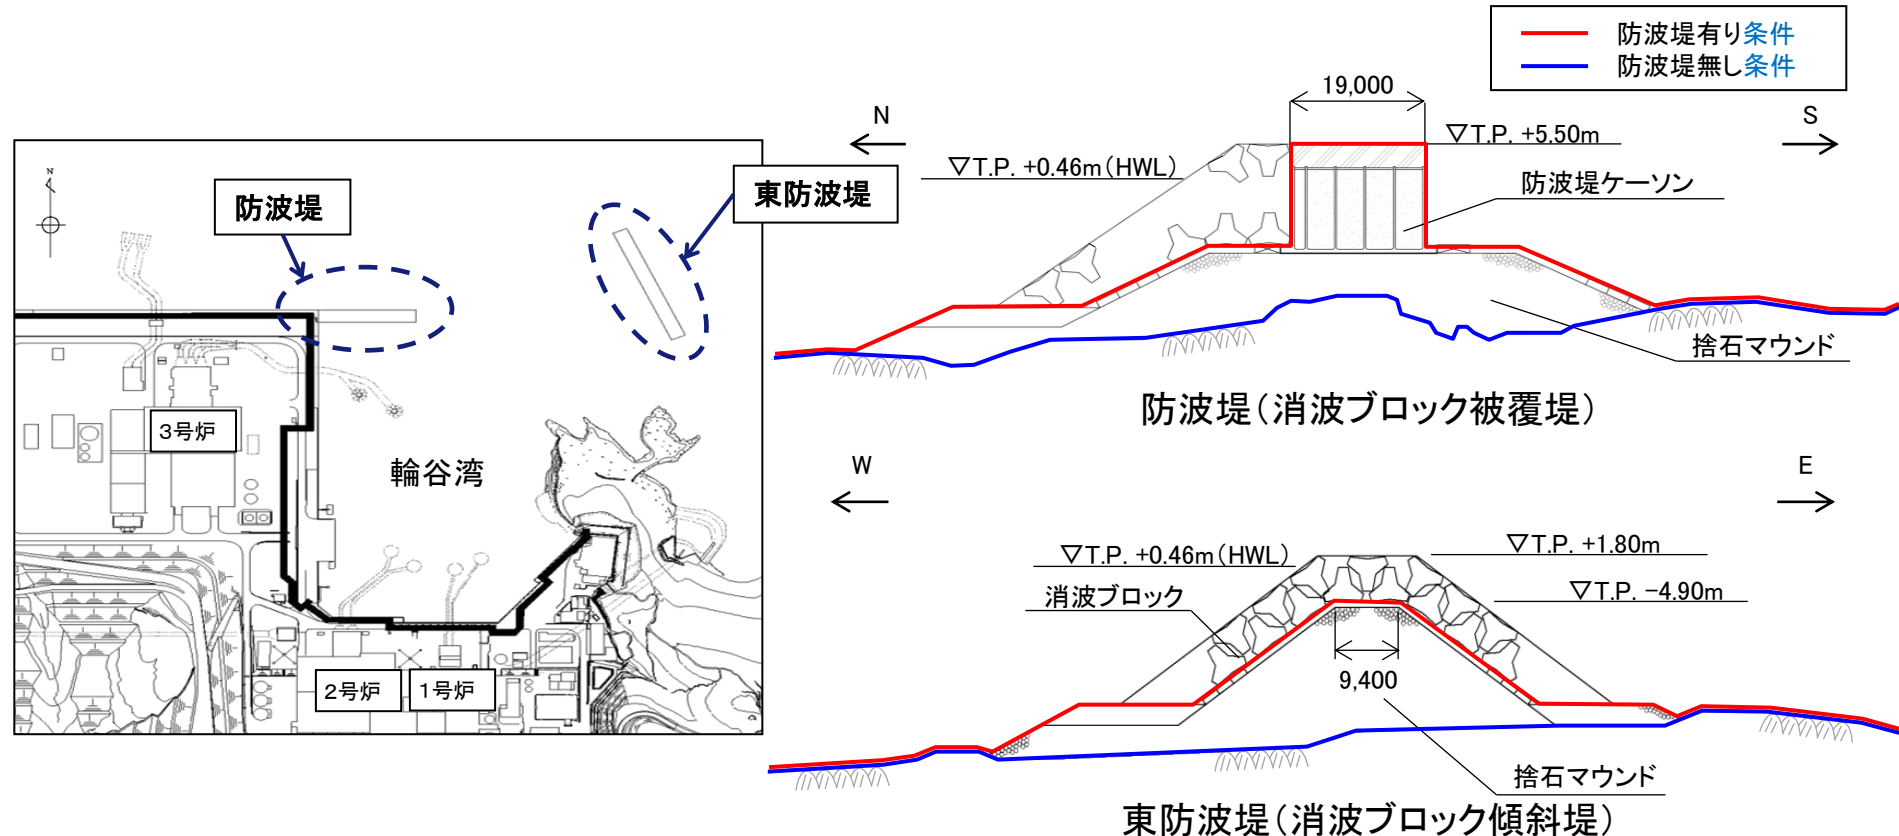 防波堤有り条件
防波堤無し条件
N
防波堤
東防波堤
3号炉
輪谷湾
2号炉
1号炉
N
S
19,000
▽T.P. +5.50m
▽T.P. +0.46m(HWL)
防波堤ケーソン
捨石マウンド
防波堤(消波ブロック被覆堤)
W
E
▽T.P. +0.46m(HWL)
▽T.P. +1.80m
▽T.P. -4.90m
消波ブロック
9,400
捨石マウンド
東防波堤(消波ブロック傾斜堤)